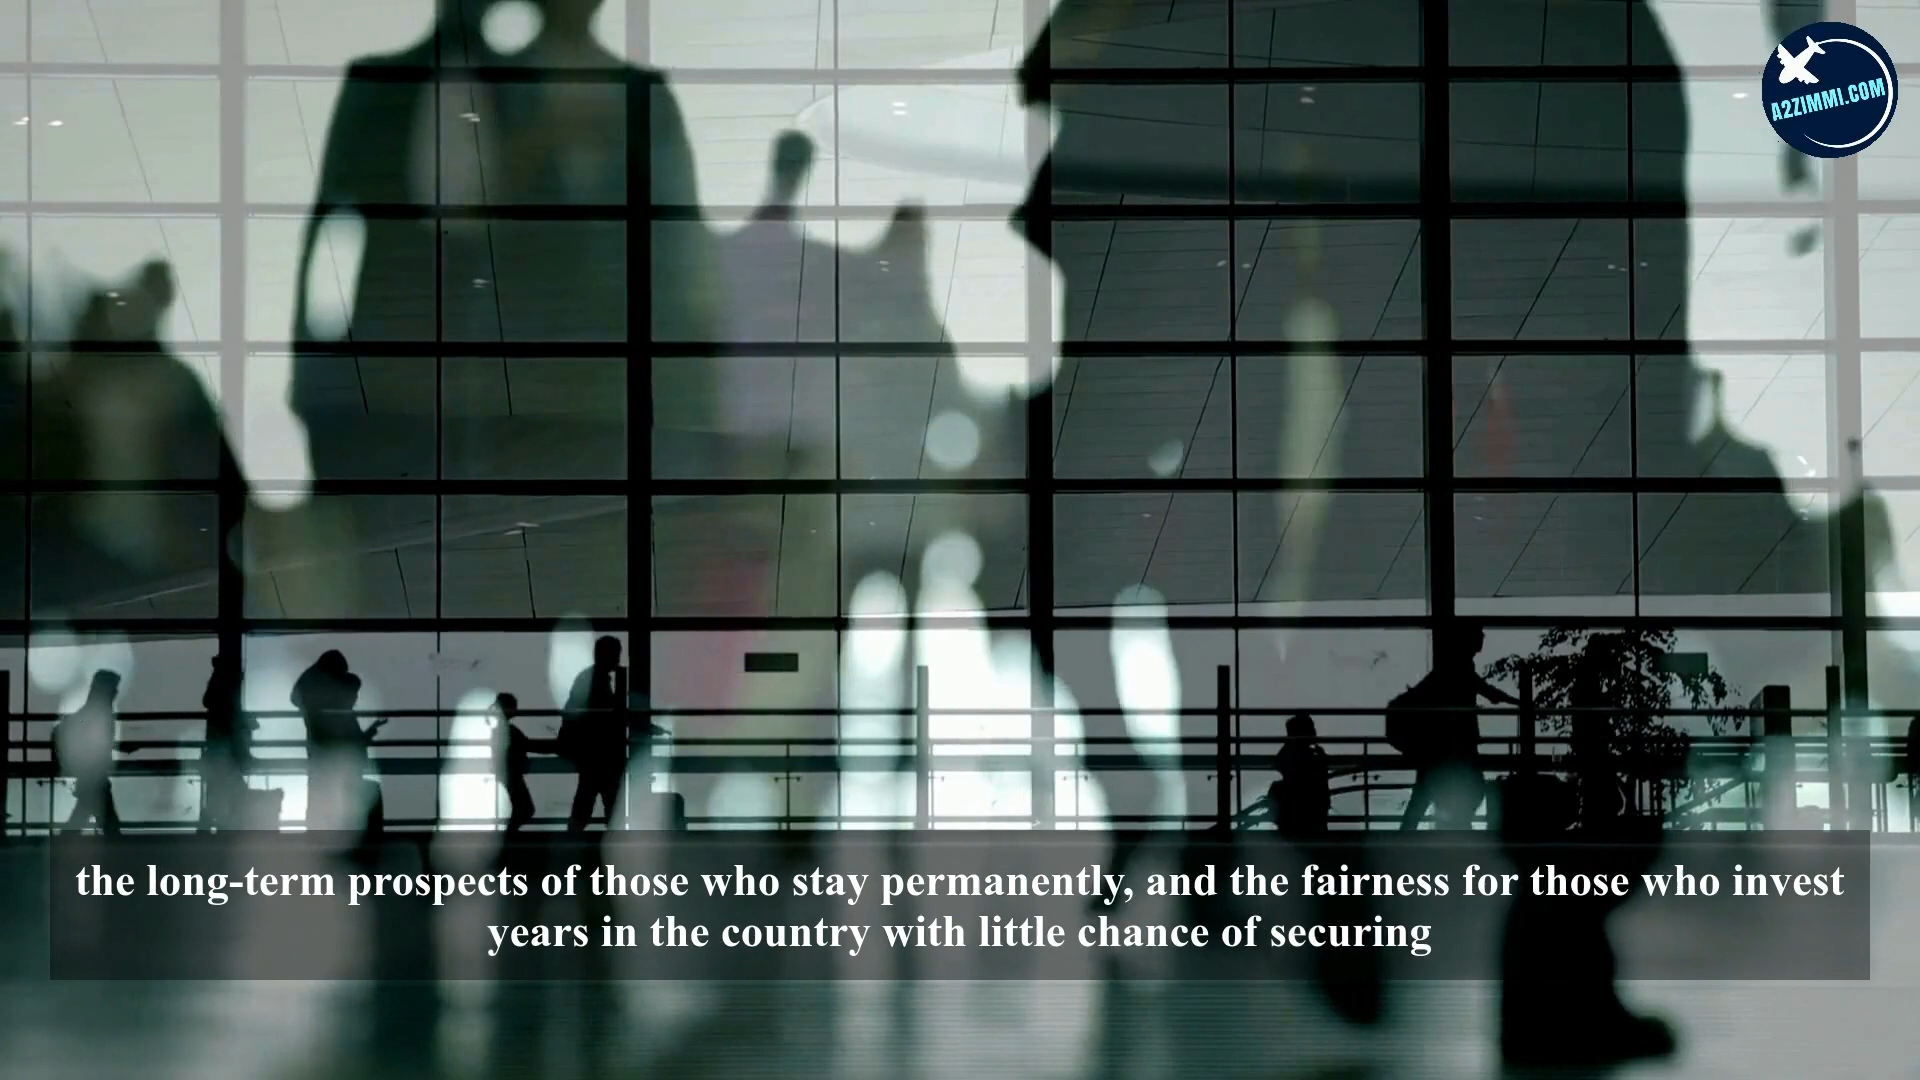 A2ZIMMI.COM
the long-term prospects of those who stay permanently, and the fairness for those who invest
years in the country with little chance of securing